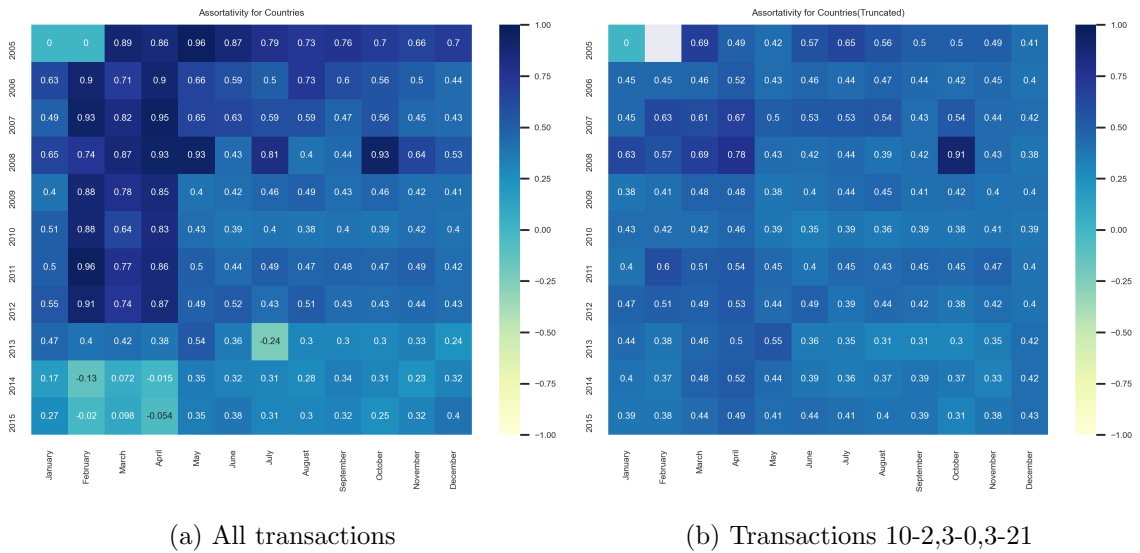 Assortativity for Countries
2005 0 0 0.89 0.86 0.96 0.87 0.79 0.73 0.76 0.7 0.66 0.7
2006 0.63 0.9 0.71 0.9 0.66 0.59 0.5 0.73 0.6 0.56 0.5 0.44
2007 0.49 0.93 0.82 0.95 0.65 0.63 0.59 0.59 0.47 0.56 0.45 0.43
2008 0.65 0.74 0.87 0.93 0.93 0.43 0.81 0.4 0.44 0.93 0.64 0.53
2009 0.4 0.88 0.78 0.85 0.4 0.42 0.46 0.49 0.43 0.46 0.42 0.41
2010 0.51 0.88 0.64 0.83 0.43 0.39 0.4 0.38 0.4 0.39 0.42 0.4
2011 0.5 0.96 0.77 0.86 0.5 0.44 0.49 0.47 0.48 0.47 0.49 0.42
2012 0.55 0.91 0.74 0.87 0.49 0.52 0.43 0.51 0.43 0.43 0.44 0.43
2013 0.47 0.4 0.42 0.38 0.54 0.36 -0.24 0.3 0.3 0.3 0.33 0.24
2014 0.17 -0.13 0.072 -0.015 0.35 0.32 0.31 0.28 0.34 0.31 0.23 0.32
2015 0.27 -0.02 0.098 -0.054 0.35 0.38 0.31 0.3 0.32 0.25 0.32 0.4
January February March April May June July August September October November December
1.00
0.75
0.50
0.25
0.00
−0.25
−0.50
−0.75
−1.00
(a) All transactions
Assortativity for Countries(Truncated)
2005 0 0.69 0.49 0.42 0.57 0.65 0.56 0.5 0.5 0.49 0.41
2006 0.45 0.45 0.46 0.52 0.43 0.46 0.44 0.47 0.44 0.42 0.45 0.4
2007 0.45 0.63 0.61 0.67 0.5 0.53 0.53 0.54 0.43 0.54 0.44 0.42
2008 0.63 0.57 0.69 0.78 0.43 0.42 0.44 0.39 0.42 0.91 0.43 0.38
2009 0.38 0.41 0.48 0.48 0.38 0.4 0.44 0.45 0.41 0.42 0.4 0.4
2010 0.43 0.42 0.42 0.46 0.39 0.35 0.39 0.36 0.39 0.38 0.41 0.39
2011 0.4 0.6 0.51 0.54 0.45 0.4 0.45 0.43 0.45 0.45 0.47 0.4
2012 0.47 0.51 0.49 0.53 0.44 0.49 0.39 0.44 0.42 0.38 0.42 0.4
2013 0.44 0.38 0.46 0.5 0.55 0.36 0.35 0.31 0.31 0.3 0.35 0.42
2014 0.4 0.37 0.48 0.52 0.44 0.39 0.36 0.37 0.39 0.37 0.33 0.42
2015 0.39 0.38 0.44 0.49 0.41 0.44 0.41 0.4 0.39 0.31 0.38 0.43
January February March April May June July August September October November December
1.00
0.75
0.50
0.25
0.00
−0.25
−0.50
−0.75
−1.00
(b) Transactions 10-2,3-0,3-21